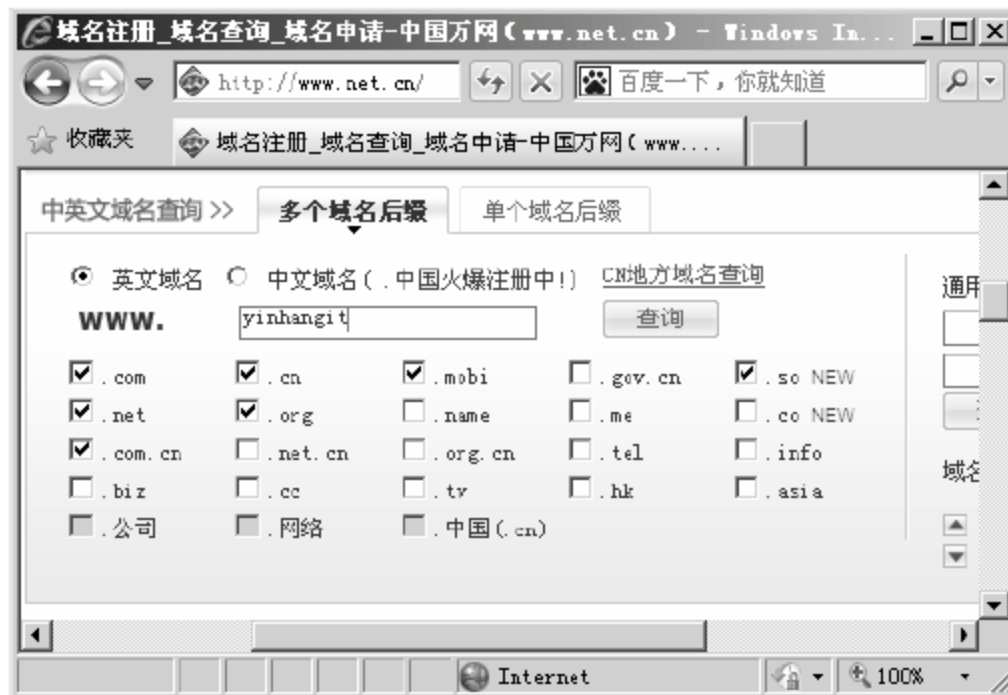 域名注册_域名查询_域名申请-中国万网(www.net.cn) - Windows In...
http://www.net.cn/ 百度一下，你就知道
收藏夹 域名注册_域名查询_域名申请-中国万网(www....
中英文域名查询 >> 多个域名后缀 单个域名后缀
英文域名 中文域名(.中国火爆注册中!) CN地方域名查询 通用
www. yinhangit 查询
.com .cn .mobi .gov.cn .so NEW
.net .org .name .me .co NEW
.com.cn .net.cn .org.cn .tel .info
域名
.biz .cc .tv .hk .asia
.公司 .网络 .中国(.cn)
Internet 100%